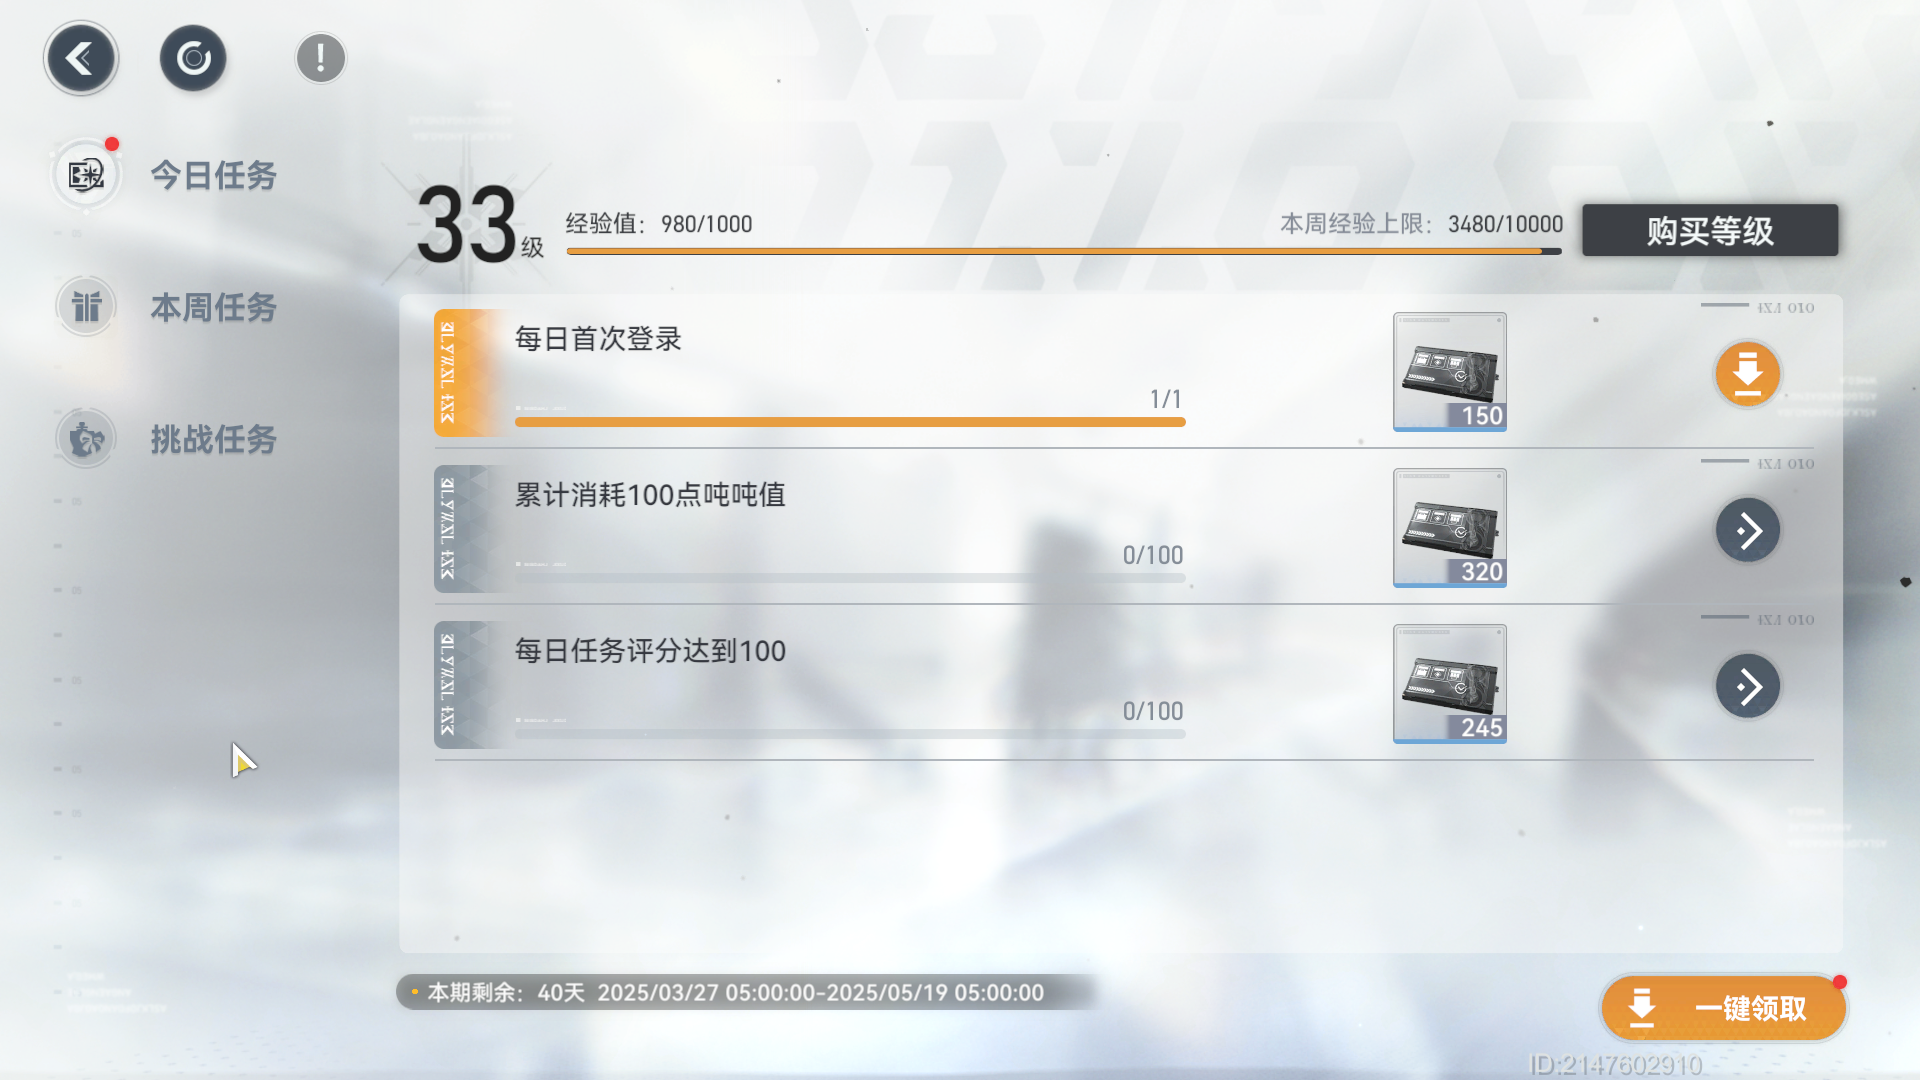 今日任务
本周任务
挑战任务
33级
经验值：980/1000
本周经验上限：3480/10000
购买等级
每日首次登录
1/1
150
累计消耗100点吨吨值
0/100
320
每日任务评分达到100
0/100
245
本期剩余：40天 2025/03/27 05:00:00-2025/05/19 05:00:00
一键领取
ID:2147602910